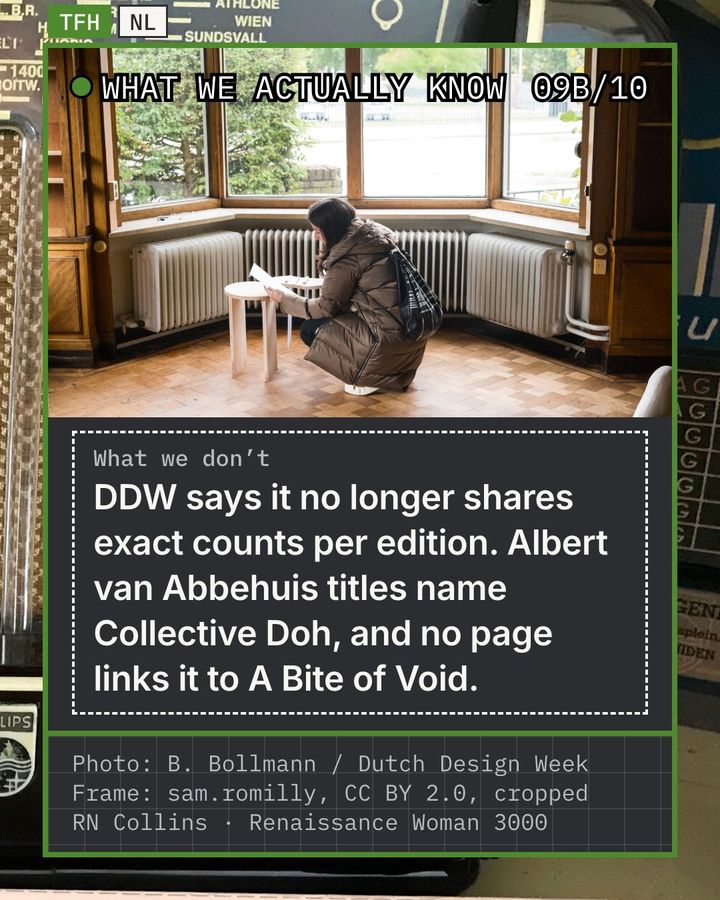 ATHLONE
WIEN
SUNDSVALL
TFH
NL
1400
WHAT WE ACTUALLY KNOW 09B/10
What we don’t
DDW says it no longer shares
exact counts per edition. Albert
van Abbehuis titles name
Collective Doh, and no page
links it to A Bite of Void.
Photo: B. Bollmann / Dutch Design Week
Frame: sam.romilly, CC BY 2.0, cropped
RN Collins · Renaissance Woman 3000